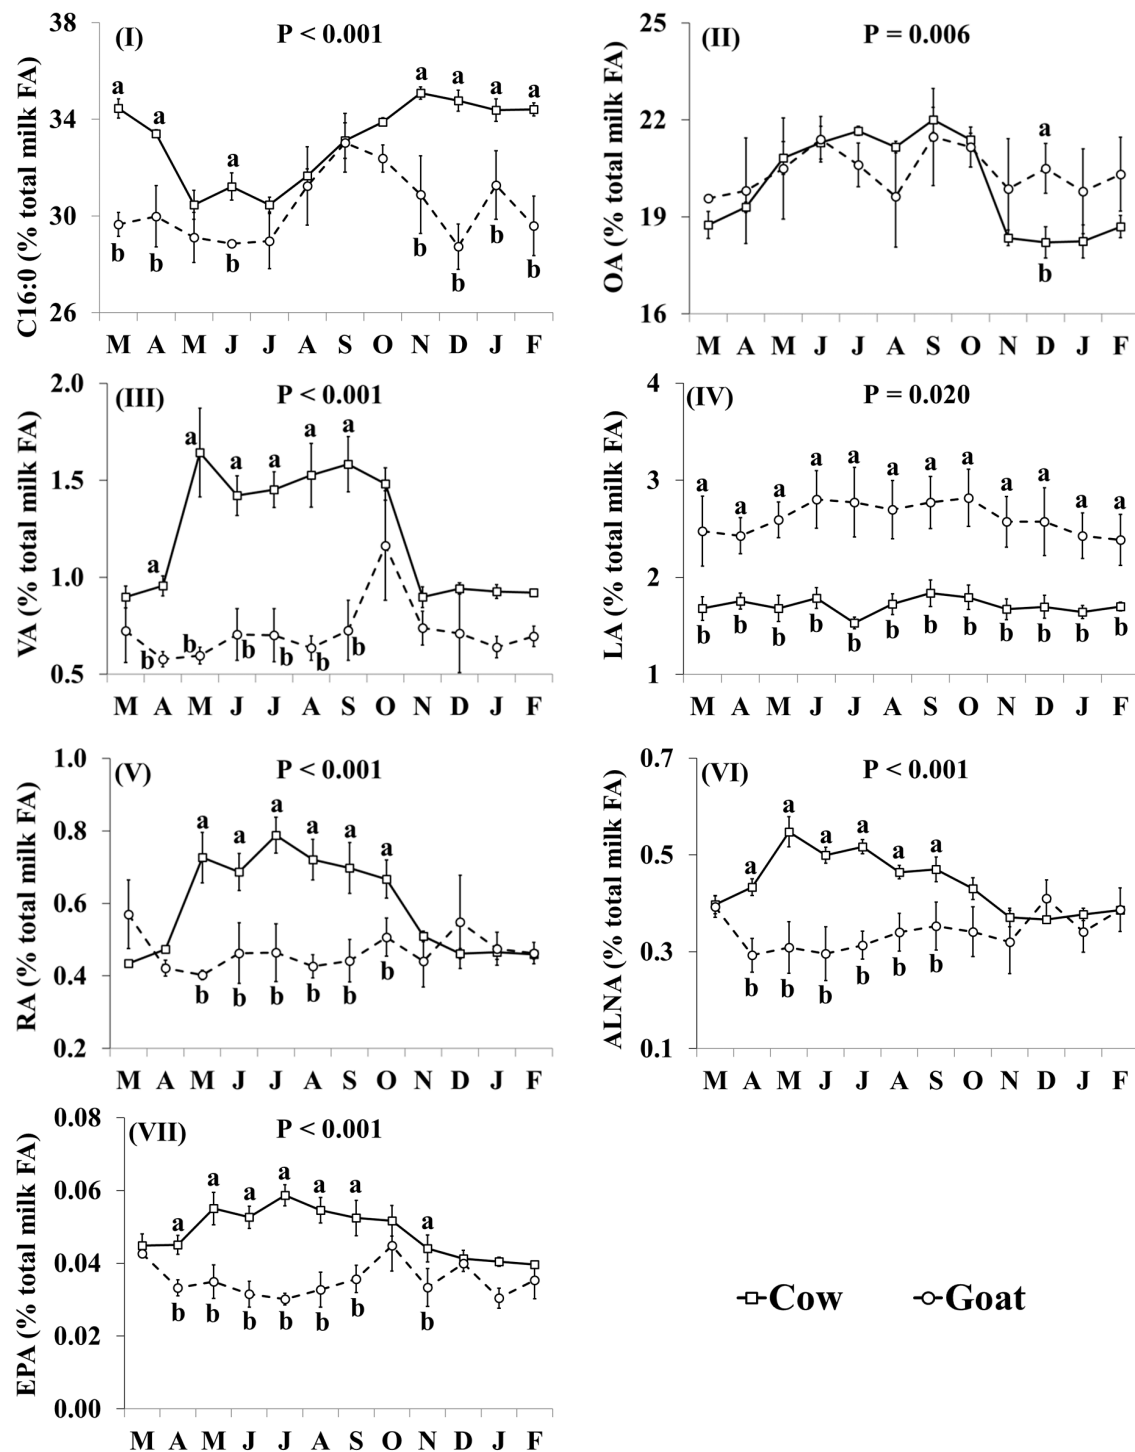 (I) P < 0.001
C16:0 (% total milk FA)
38
34
30
26
a a a a a a a
b b b b b b b
M A M J J A S O N D J F
(II) P = 0.006
OA (% total milk FA)
25
22
19
16
a
b
M A M J J A S O N D J F
(III) P < 0.001
VA (% total milk FA)
2.0
1.5
1.0
0.5
a a a a a a
b b b b b b
M A M J J A S O N D J F
(IV) P = 0.020
LA (% total milk FA)
4
3
2
1
a a a a a a a a a a a a
b b b b b b b b b b b b
M A M J J A S O N D J F
(V) P < 0.001
RA (% total milk FA)
1.0
0.8
0.6
0.4
0.2
a a a a a a
b b b b b b
M A M J J A S O N D J F
(VI) P < 0.001
ALNA (% total milk FA)
0.7
0.5
0.3
0.1
a a a a a a
b b b b b b
M A M J J A S O N D J F
(VII) P < 0.001
EPA (% total milk FA)
0.08
0.06
0.04
0.02
0.00
a a a a a a a
b b b b b b b
M A M J J A S O N D J F
Cow Goat